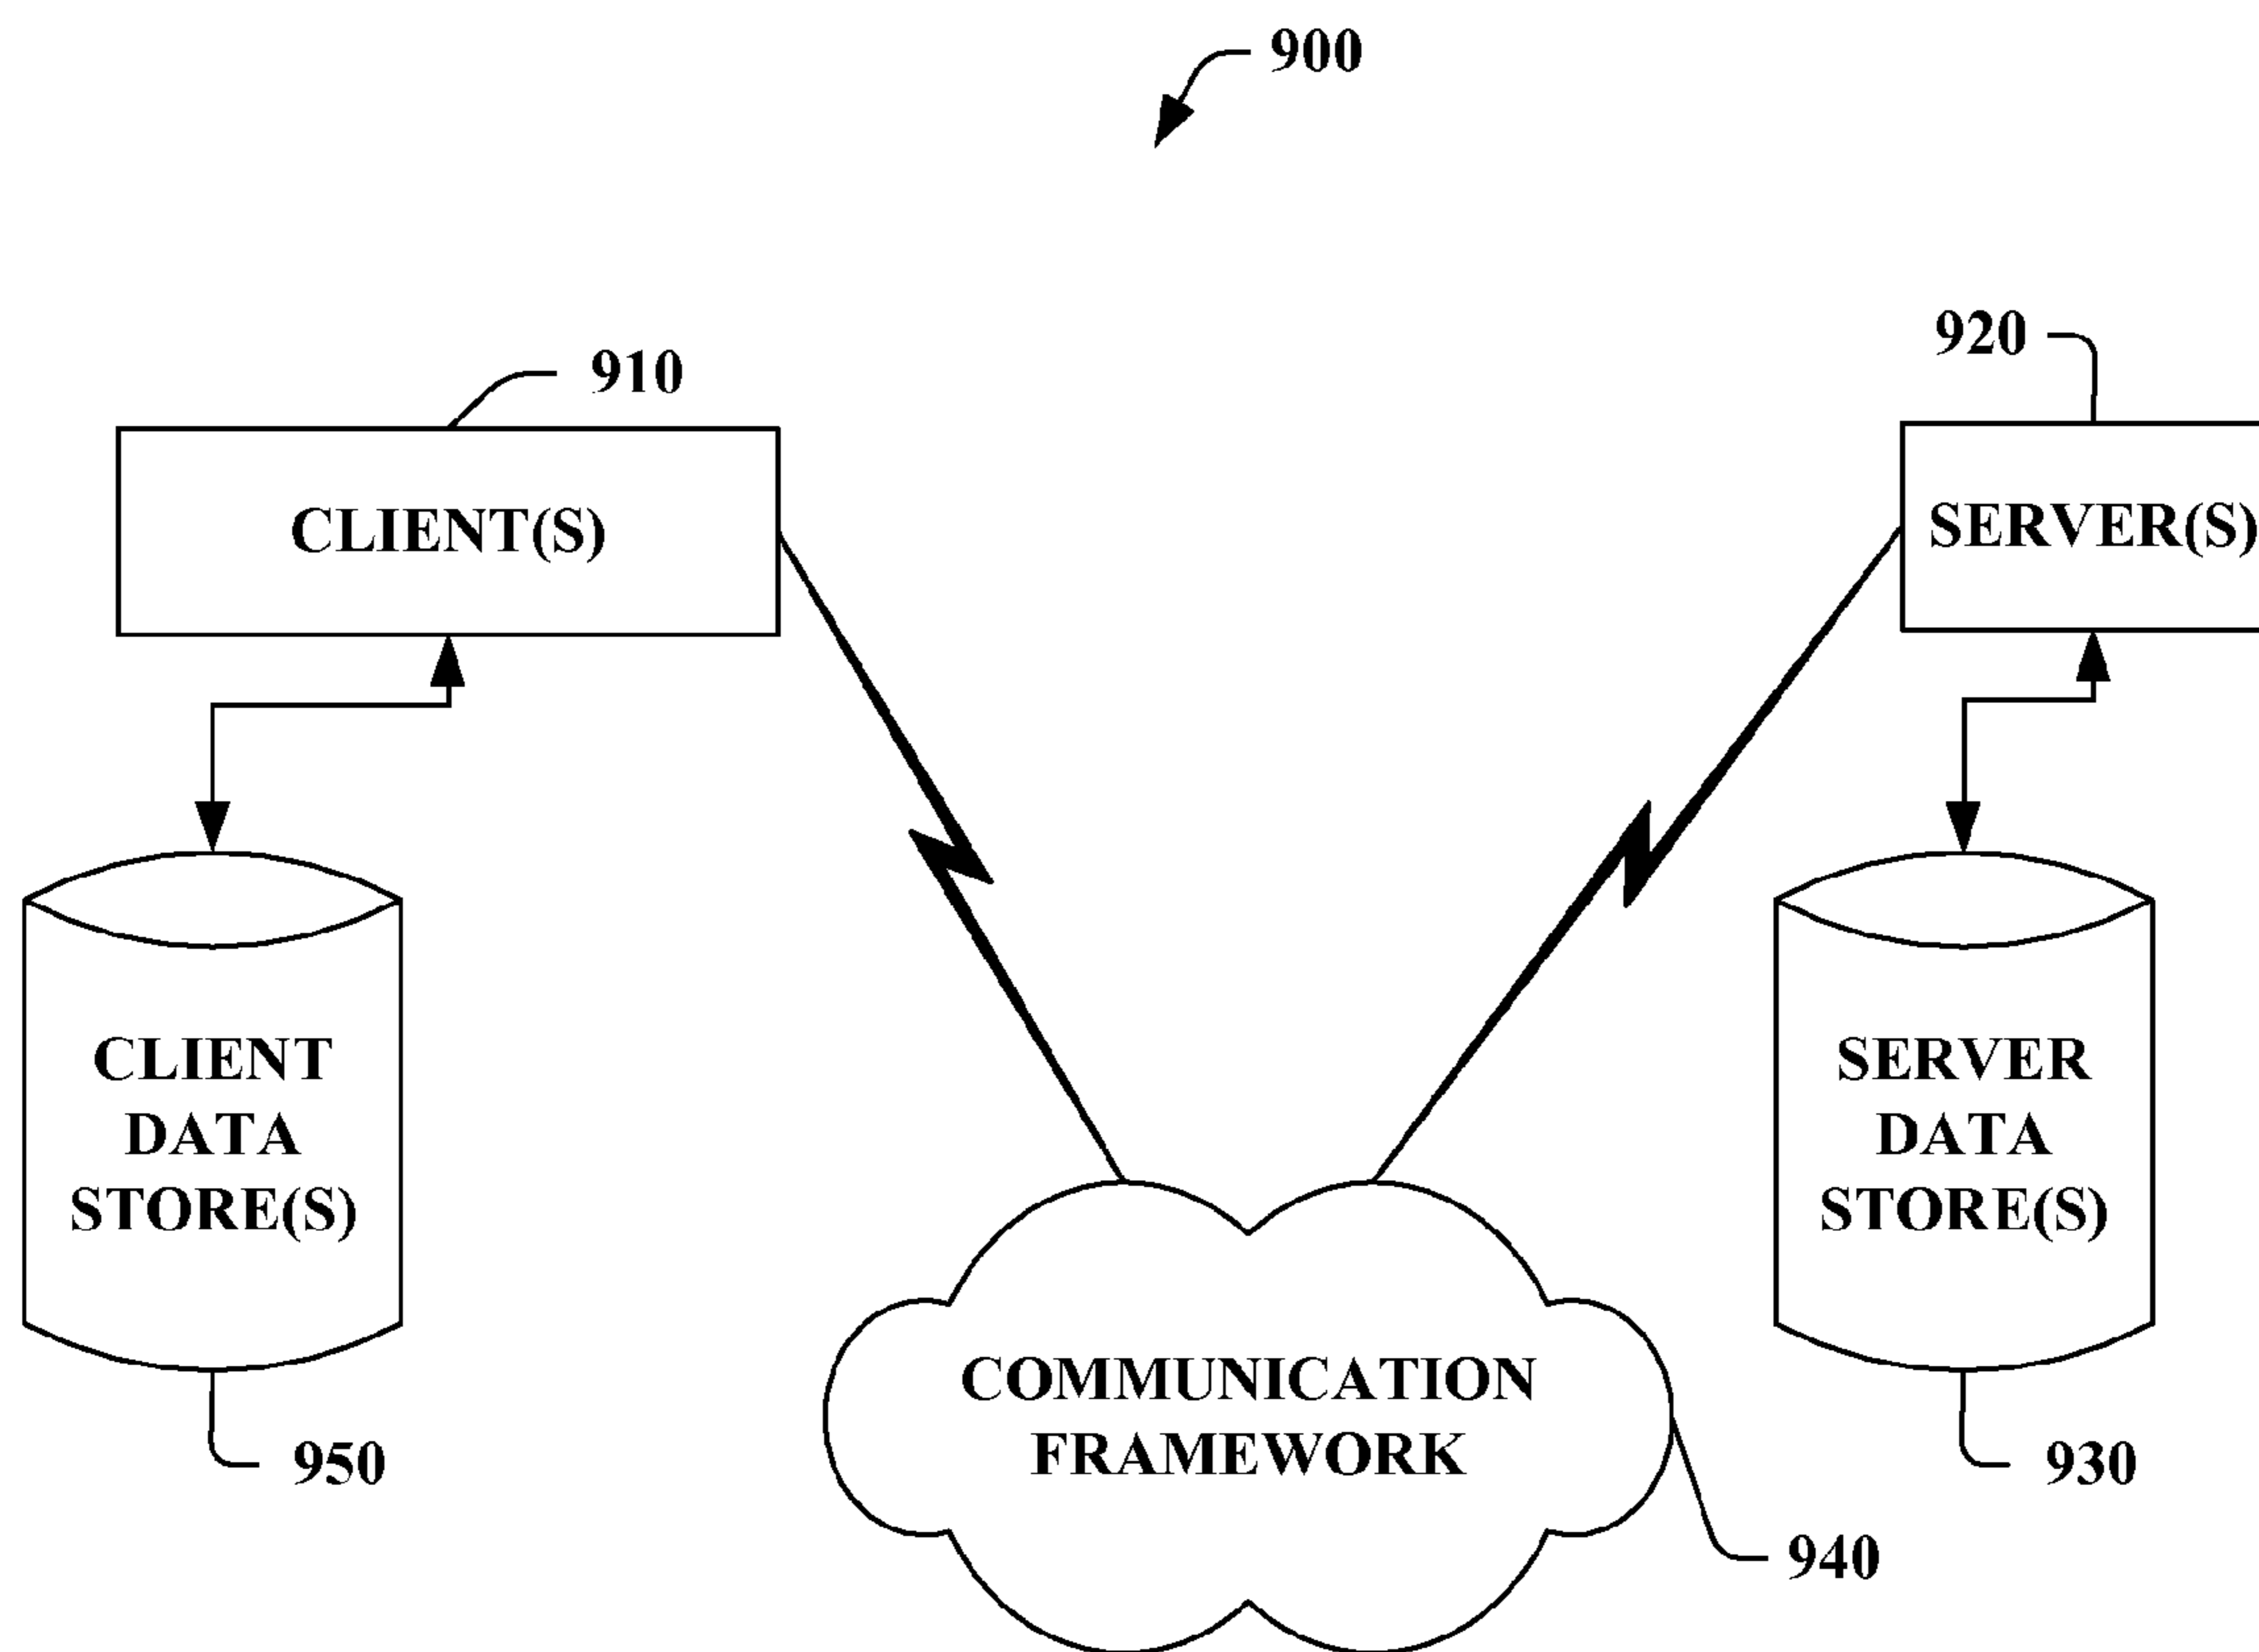 900
910
920
CLIENT(S)
SERVER(S)
CLIENT
DATA
STORE(S)
SERVER
DATA
STORE(S)
COMMUNICATION
FRAMEWORK
950
930
940